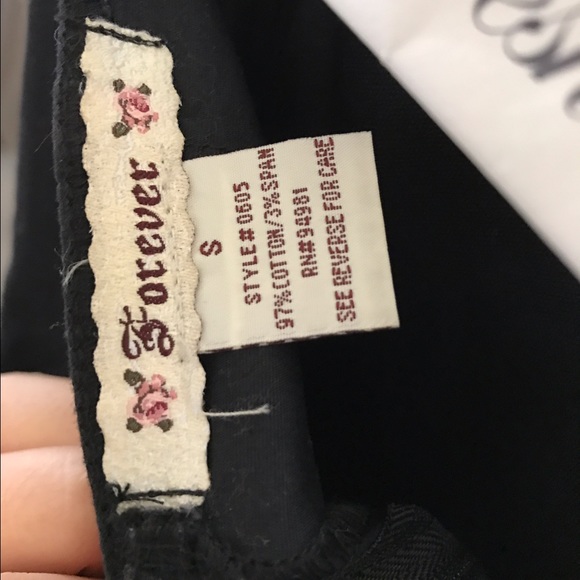 Forever
S
STYLE# 0605
97%COTTON/3% SPAN
RN#94981
SEE REVERSE FOR CARE